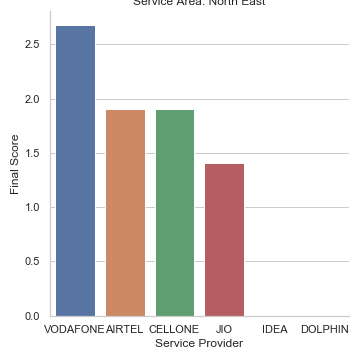 Service Area: North East
Final Score
2.5
2.0
1.5
1.0
0.5
0.0
VODAFONE AIRTEL CELLONE JIO IDEA DOLPHIN
Service Provider